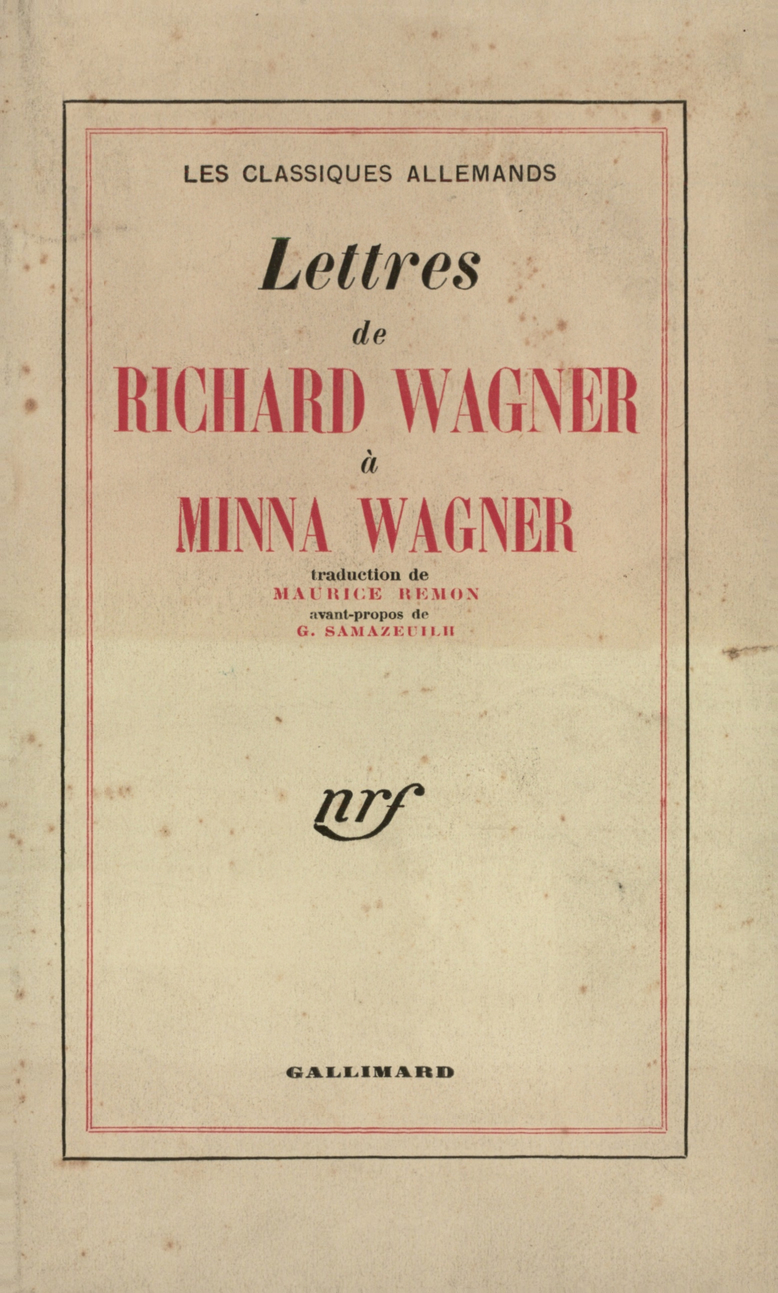 LES CLASSIQUES ALLEMANDS
Lettres
de
RICHARD WAGNER
à
MINNA WAGNER
traduction de
MAURICE REMON
avant-propos de
G. SAMAZEUILH
nrf
GALLIMARD